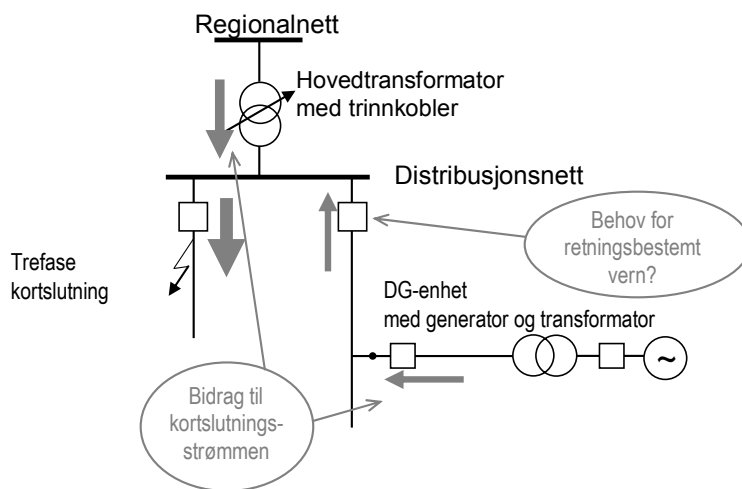 Regionalnett
Hovedtransformator
med trinnkobler
Distribusjonsnett
Behov for
retningsbestemt
vern?
Trefase
kortslutning
DG-enhet
med generator og transformator
~
Bidrag til
kortslutnings-
strømmen